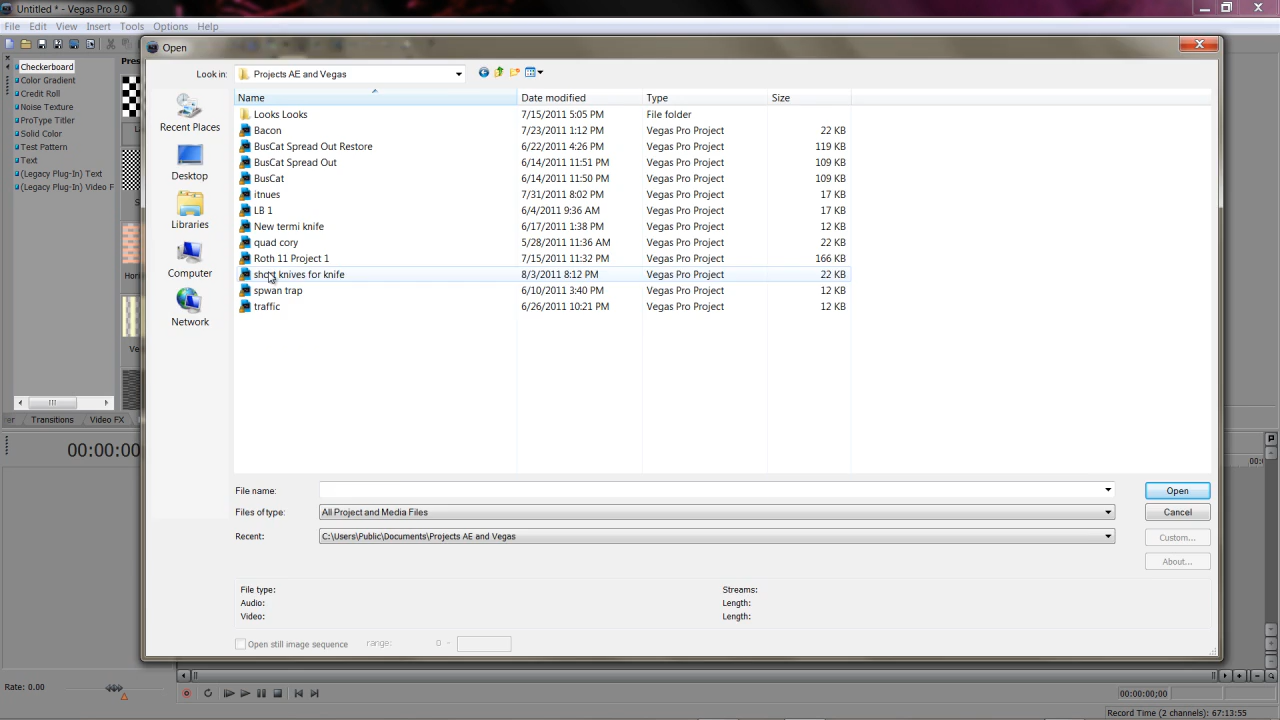 Untitled * - Vegas Pro 9.0
File Edit View Insert Tools Options Help
Open
Checkerboard
Color Gradient
Credit Roll
Noise Texture
ProType Titler
Solid Color
Test Pattern
Text
(Legacy Plug-In) Text
(Legacy Plug-In) Video F
Transitions Video FX
00:00:00
Rate: 0.00
Look in: Projects AE and Vegas
Recent Places
Desktop
Libraries
Computer
Network
Name Date modified Type Size
Looks Looks 7/15/2011 5:05 PM File folder
Bacon 7/23/2011 1:12 PM Vegas Pro Project 22 KB
BusCat Spread Out Restore 6/22/2011 4:26 PM Vegas Pro Project 119 KB
BusCat Spread Out 6/14/2011 11:51 PM Vegas Pro Project 109 KB
BusCat 6/14/2011 11:50 PM Vegas Pro Project 109 KB
itnues 7/31/2011 8:02 PM Vegas Pro Project 17 KB
LB 1 6/4/2011 9:36 AM Vegas Pro Project 17 KB
New termi knife 6/17/2011 1:38 PM Vegas Pro Project 12 KB
quad cory 5/28/2011 11:36 AM Vegas Pro Project 22 KB
Roth 11 Project 1 7/15/2011 11:32 PM Vegas Pro Project 166 KB
short knives for knife 8/3/2011 8:12 PM Vegas Pro Project 22 KB
spwan trap 6/10/2011 3:40 PM Vegas Pro Project 12 KB
traffic 6/26/2011 10:21 PM Vegas Pro Project 12 KB
File name: Open
Files of type: All Project and Media Files Cancel
Recent: C:\Users\Public\Documents\Projects AE and Vegas Custom...
About...
File type: Streams:
Audio: Length:
Video: Length:
Open still image sequence range: 0 -
00:00:00;00
Record Time (2 channels): 67:13:55